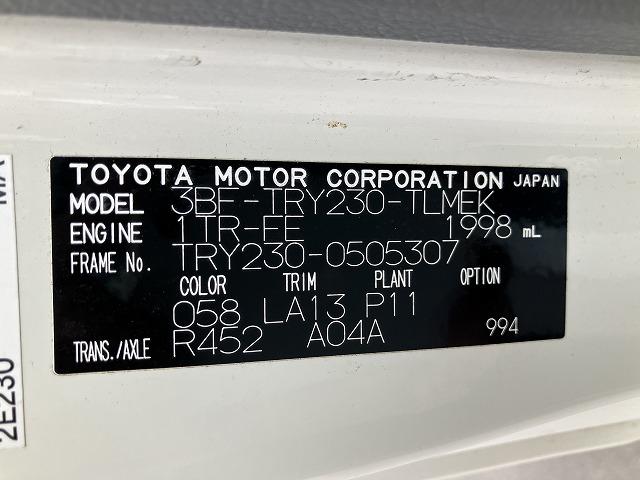 TOYOTA MOTOR CORPORATION JAPAN
MODEL 3BF-TRY230-TLMEK
ENGINE 1TR-FE 1998 mL
FRAME No. TRY230-0505307
COLOR TRIM PLANT OPTION
058 LA13 P11
TRANS./AXLE R452 A04A 994
2E230